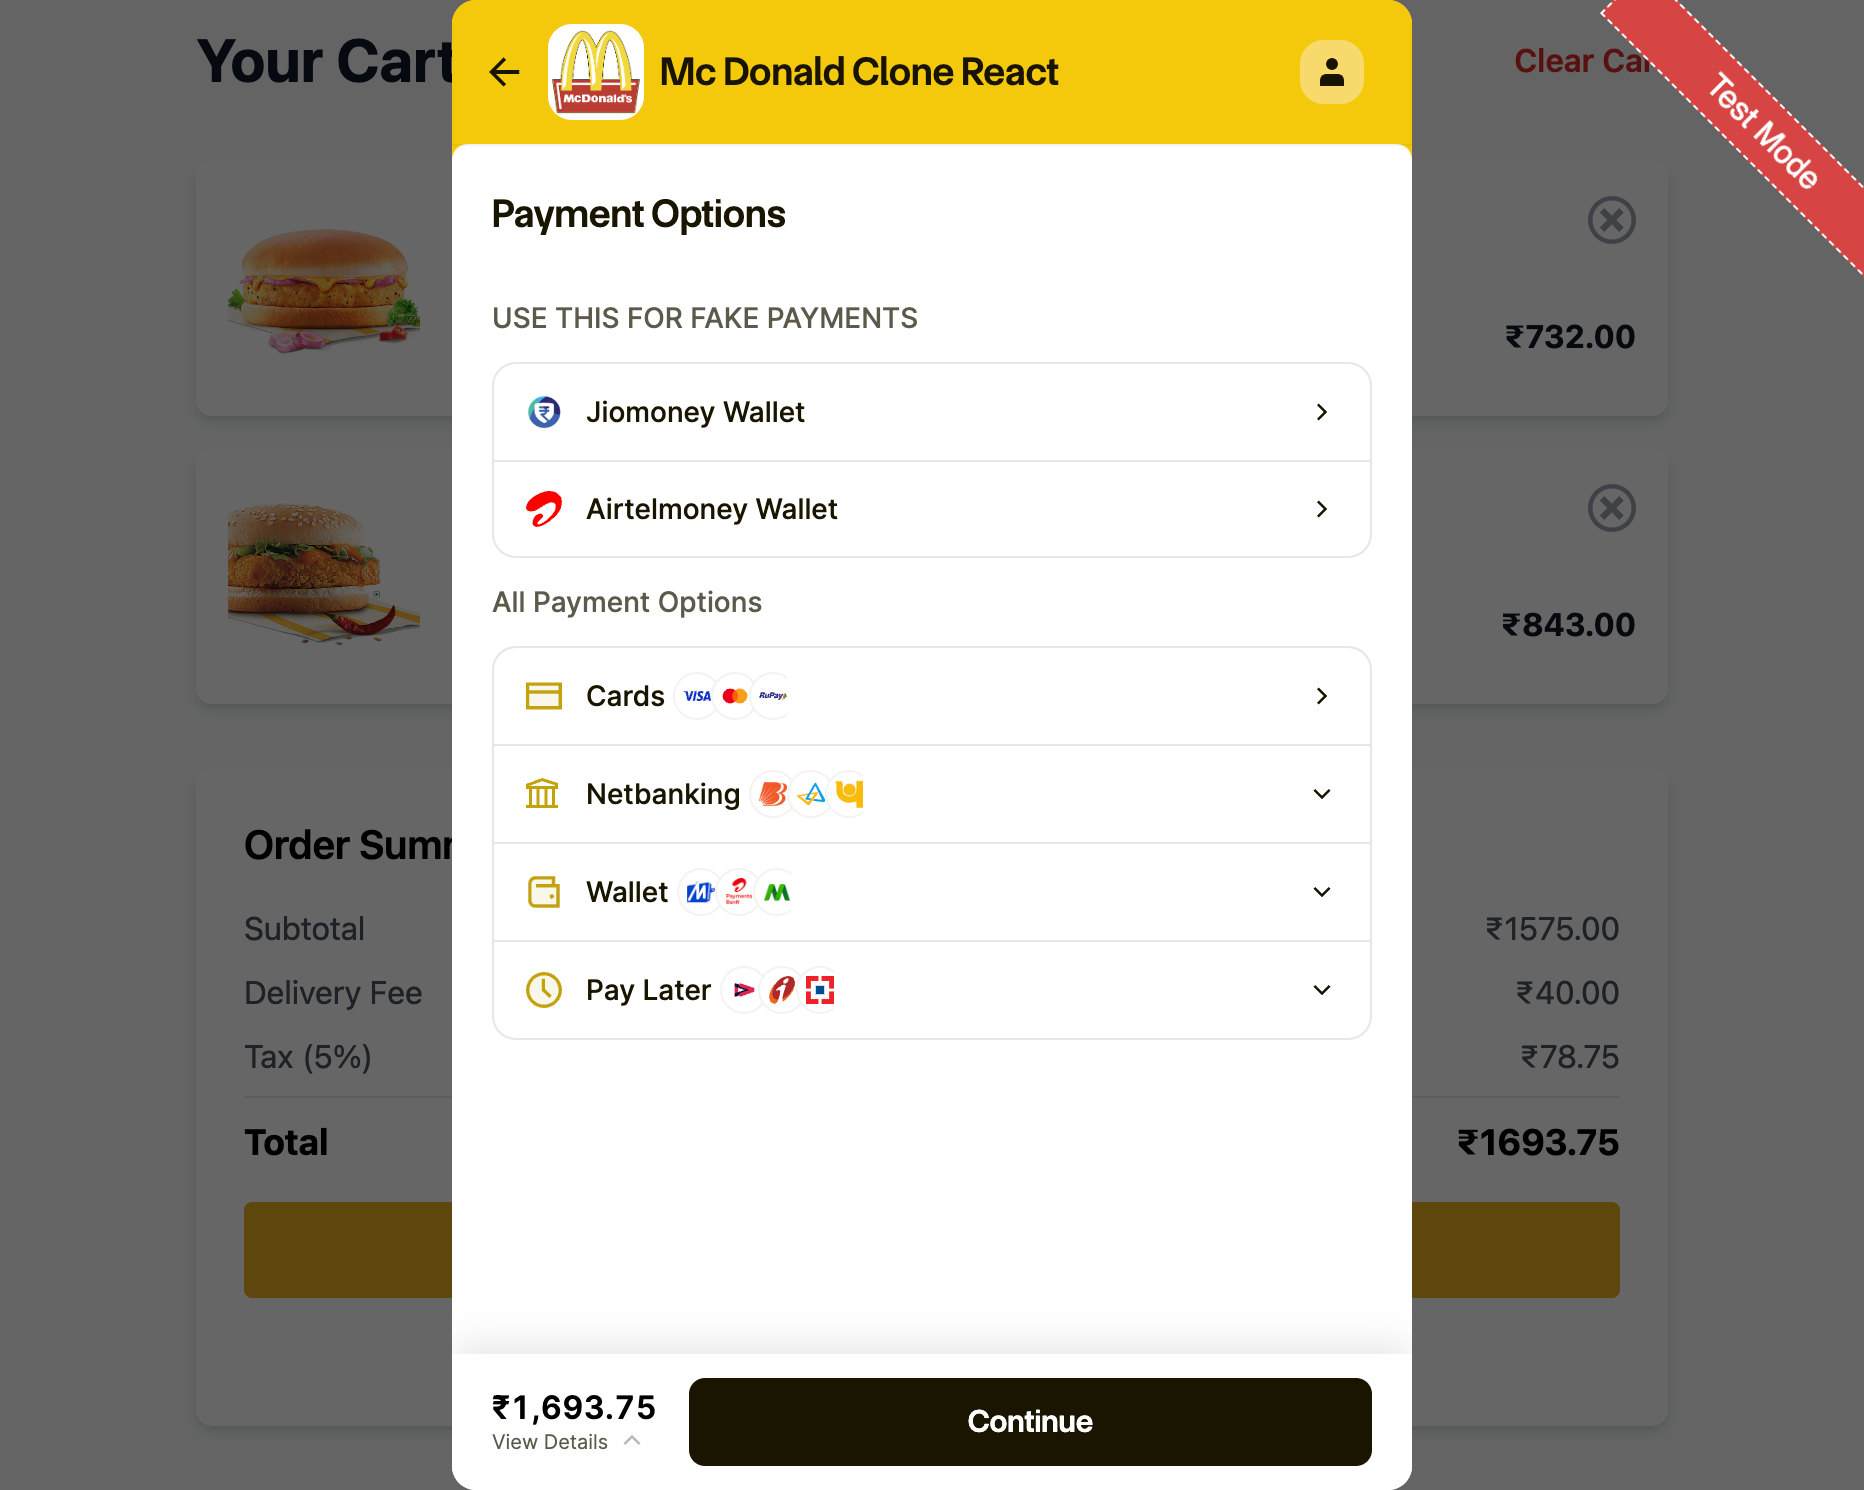 Your Cart
Clear Car
Test Mode
McDonald's
Mc Donald Clone React
Payment Options
USE THIS FOR FAKE PAYMENTS
Jiomoney Wallet
Airtelmoney Wallet
All Payment Options
Cards VISA RuPay
Netbanking
Wallet Payments Bank
Pay Later
₹732.00
₹843.00
Order Summ
Subtotal ₹1575.00
Delivery Fee ₹40.00
Tax (5%) ₹78.75
Total ₹1693.75
₹1,693.75
View Details
Continue